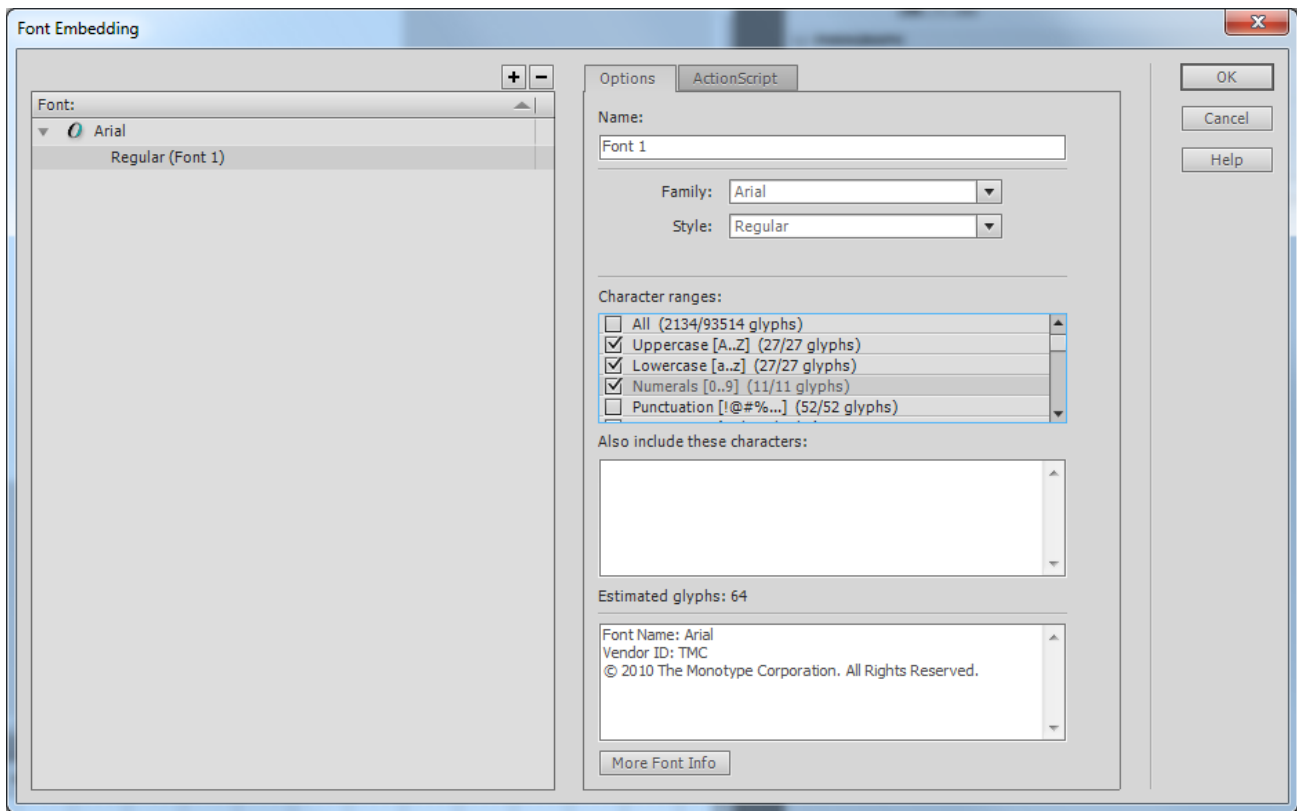 Font Embedding
+ -
Font:
Arial
Regular (Font 1)
Options ActionScript
Name:
Font 1
Family: Arial
Style: Regular
Character ranges:
All (2134/93514 glyphs)
Uppercase [A..Z] (27/27 glyphs)
Lowercase [a..z] (27/27 glyphs)
Numerals [0..9] (11/11 glyphs)
Punctuation [!@#%...] (52/52 glyphs)
Also include these characters:
Estimated glyphs: 64
Font Name: Arial
Vendor ID: TMC
© 2010 The Monotype Corporation. All Rights Reserved.
More Font Info
OK
Cancel
Help